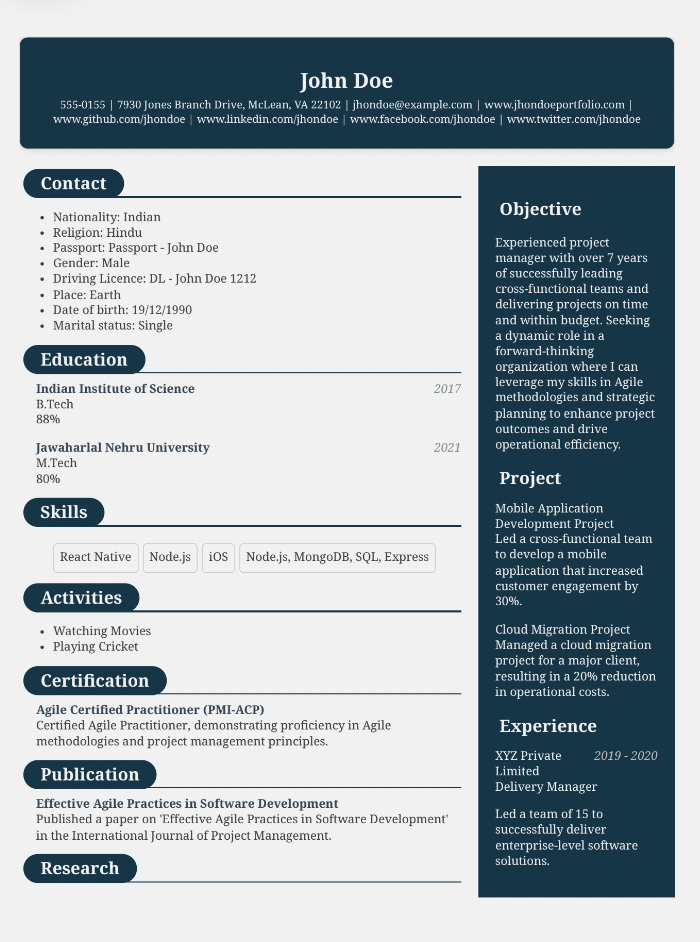 John Doe
555-0155 | 7930 Jones Branch Drive, McLean, VA 22102 | jhondoe@example.com | www.jhondoeportfolio.com |
www.github.com/jhondoe | www.linkedin.com/jhondoe | www.facebook.com/jhondoe | www.twitter.com/jhondoe
Contact
• Nationality: Indian
• Religion: Hindu
• Passport: Passport - John Doe
• Gender: Male
• Driving Licence: DL - John Doe 1212
• Place: Earth
• Date of birth: 19/12/1990
• Marital status: Single
Education
Indian Institute of Science 2017
B.Tech
88%
Jawaharlal Nehru University 2021
M.Tech
80%
Skills
React Native Node.js iOS Node.js, MongoDB, SQL, Express
Activities
• Watching Movies
• Playing Cricket
Certification
Agile Certified Practitioner (PMI-ACP)
Certified Agile Practitioner, demonstrating proficiency in Agile
methodologies and project management principles.
Publication
Effective Agile Practices in Software Development
Published a paper on 'Effective Agile Practices in Software Development'
in the International Journal of Project Management.
Research
Objective
Experienced project
manager with over 7 years
of successfully leading
cross-functional teams and
delivering projects on time
and within budget. Seeking
a dynamic role in a
forward-thinking
organization where I can
leverage my skills in Agile
methodologies and strategic
planning to enhance project
outcomes and drive
operational efficiency.
Project
Mobile Application
Development Project
Led a cross-functional team
to develop a mobile
application that increased
customer engagement by
30%.
Cloud Migration Project
Managed a cloud migration
project for a major client,
resulting in a 20% reduction
in operational costs.
Experience
XYZ Private 2019 - 2020
Limited
Delivery Manager
Led a team of 15 to
successfully deliver
enterprise-level software
solutions.